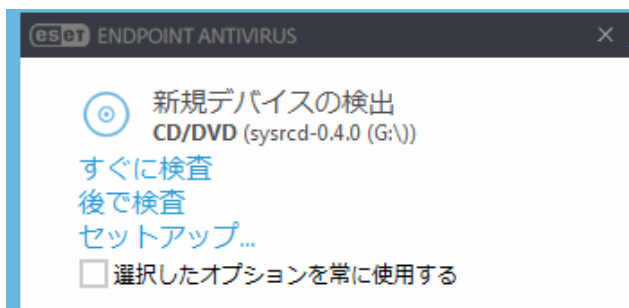 eset ENDPOINT ANTIVIRUS
新規デバイスの検出
CD/DVD (sysrcd-0.4.0 (G:\))
すぐに検査
後で検査
セットアップ...
選択したオプションを常に使用する